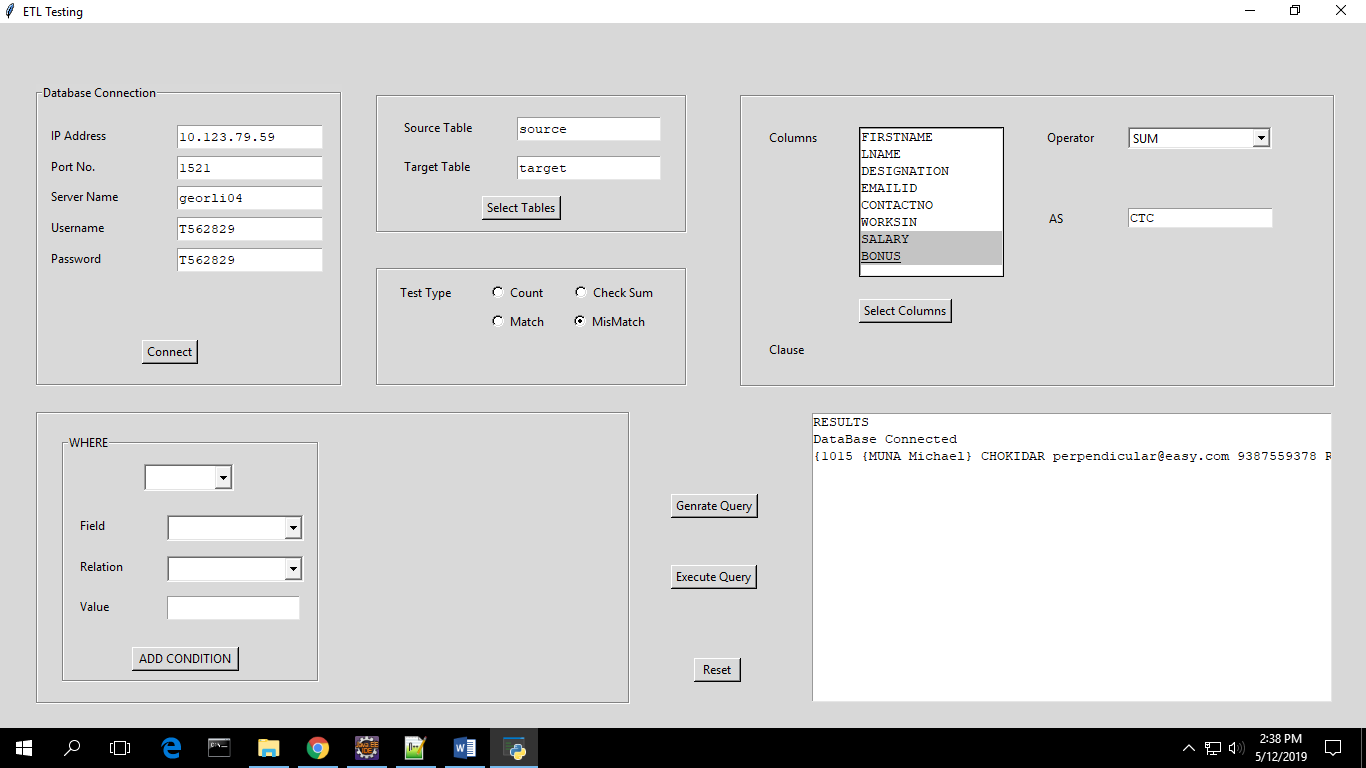 ETL Testing
Database Connection
IP Address 10.123.79.59
Port No. 1521
Server Name georli04
Username T562829
Password T562829
Connect
Source Table source
Target Table target
Select Tables
Test Type Count Check Sum
Match MisMatch
Columns
FIRSTNAME
LNAME
DESIGNATION
EMAILID
CONTACTNO
WORKSIN
SALARY
BONUS
Operator SUM
AS CTC
Select Columns
Clause
WHERE
Field
Relation
Value
ADD CONDITION
Genrate Query
Execute Query
Reset
RESULTS
DataBase Connected
{1015 {MUNA Michael} CHOKIDAR perpendicular@easy.com 9387559378 R
2:38 PM
5/12/2019